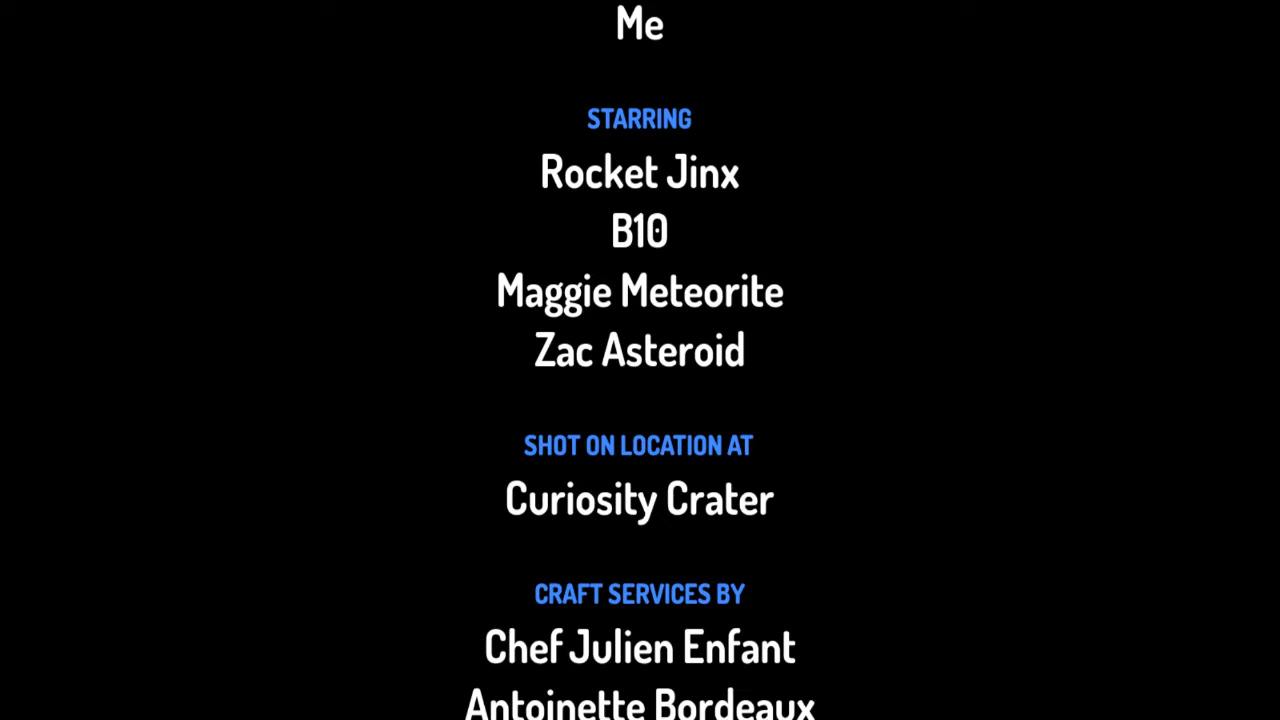 Me
STARRING
Rocket Jinx
B10
Maggie Meteorite
Zac Asteroid
SHOT ON LOCATION AT
Curiosity Crater
CRAFT SERVICES BY
Chef Julien Enfant
Antoinette Bordeaux